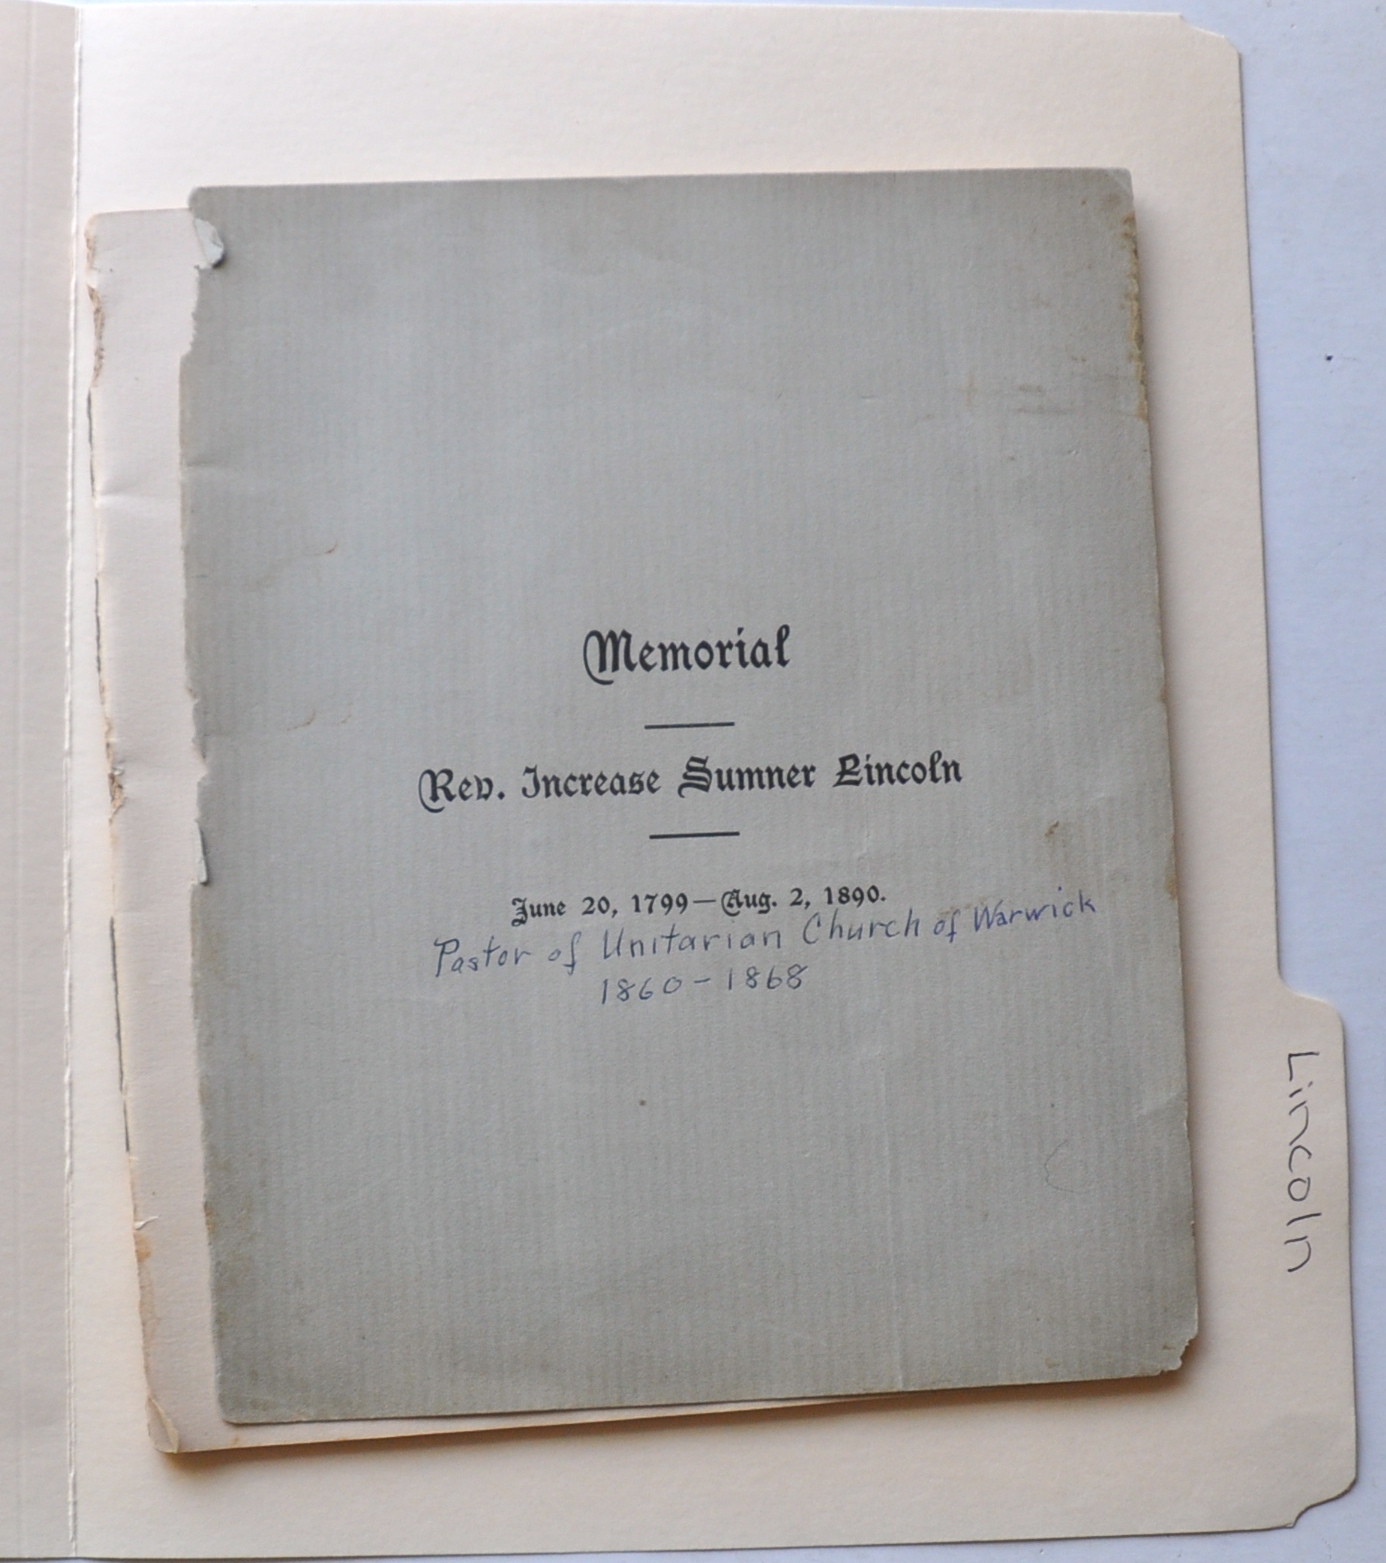 Memorial
Rev. Increase Sumner Lincoln
June 20, 1799—Aug. 2, 1890.
Pastor of Unitarian Church of Warwick
1860-1868
Lincoln